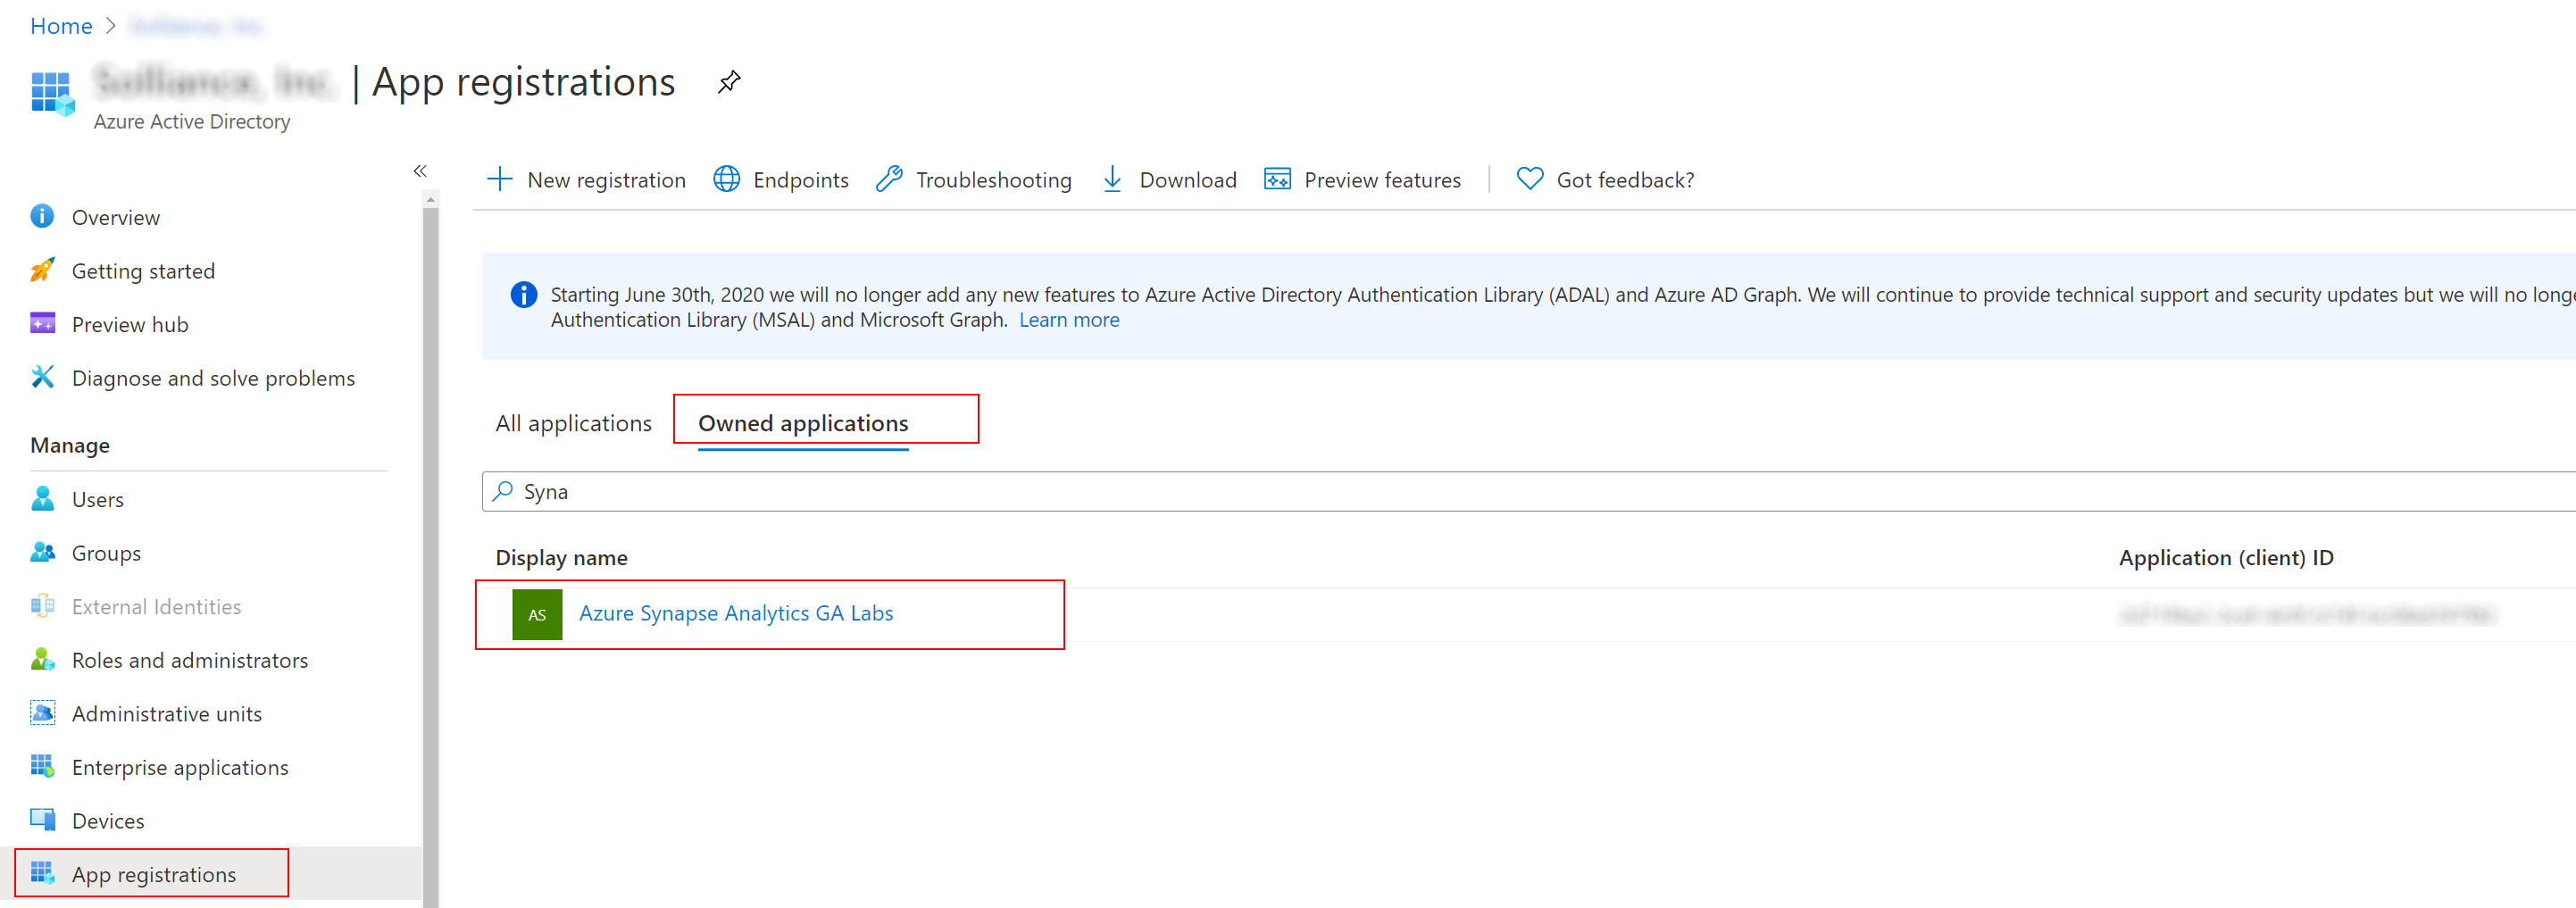 Home
| App registrations
Azure Active Directory
New registration
Endpoints
Troubleshooting
Download
Preview features
Got feedback?
Overview
Getting started
Preview hub
Diagnose and solve problems
Manage
Users
Groups
External Identities
Roles and administrators
Administrative units
Enterprise applications
Devices
App registrations
Starting June 30th, 2020 we will no longer add any new features to Azure Active Directory Authentication Library (ADAL) and Azure AD Graph. We will continue to provide technical support and security updates but we will no
Authentication Library (MSAL) and Microsoft Graph. Learn more
All applications
Owned applications
Syna
Display name
Application (client) ID
AS
Azure Synapse Analytics GA Labs